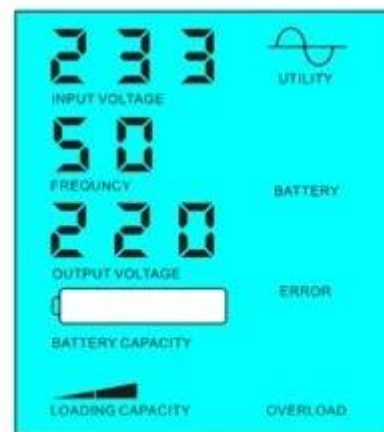 233
UTILITY
INPUT VOLTAGE
50
FREQUNCY
BATTERY
220
OUTPUT VOLTAGE
ERROR
BATTERY CAPACITY
LOADING CAPACITY
OVERLOAD